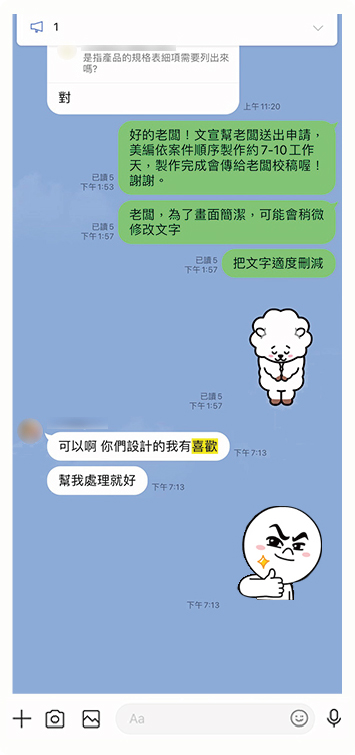 1
是指產品的規格表細項需要列出來
嗎?
對
上午11:20
好的老闆！文宣幫老闆送出申請，
美編依案件順序製作約7-10工作
天，製作完成會傳給老闆校稿喔！
謝謝。
已讀5
下午1:53
老闆，為了畫面簡潔，可能會稍微
修改文字
已讀5
下午1:57
把文字適度刪減
已讀5
下午1:57
已讀5
下午1:57
可以啊 你們設計的我有喜歡
下午7:13
幫我處理就好
下午7:13
下午7:13
Aa